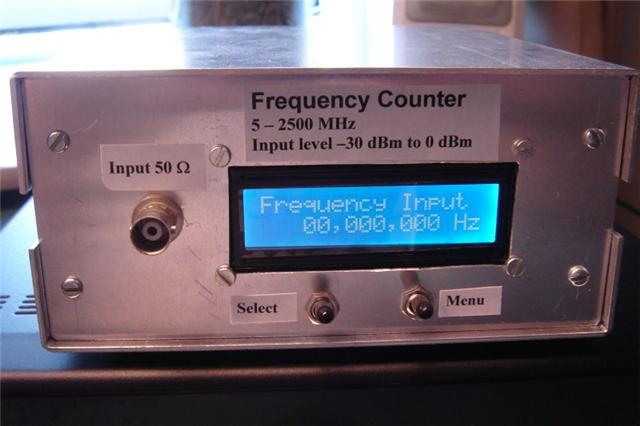 Frequency Counter
5 – 2500 MHz
Input level –30 dBm to 0 dBm
Input 50 Ω
Frequency Input
00,000,000 Hz
Select
Menu